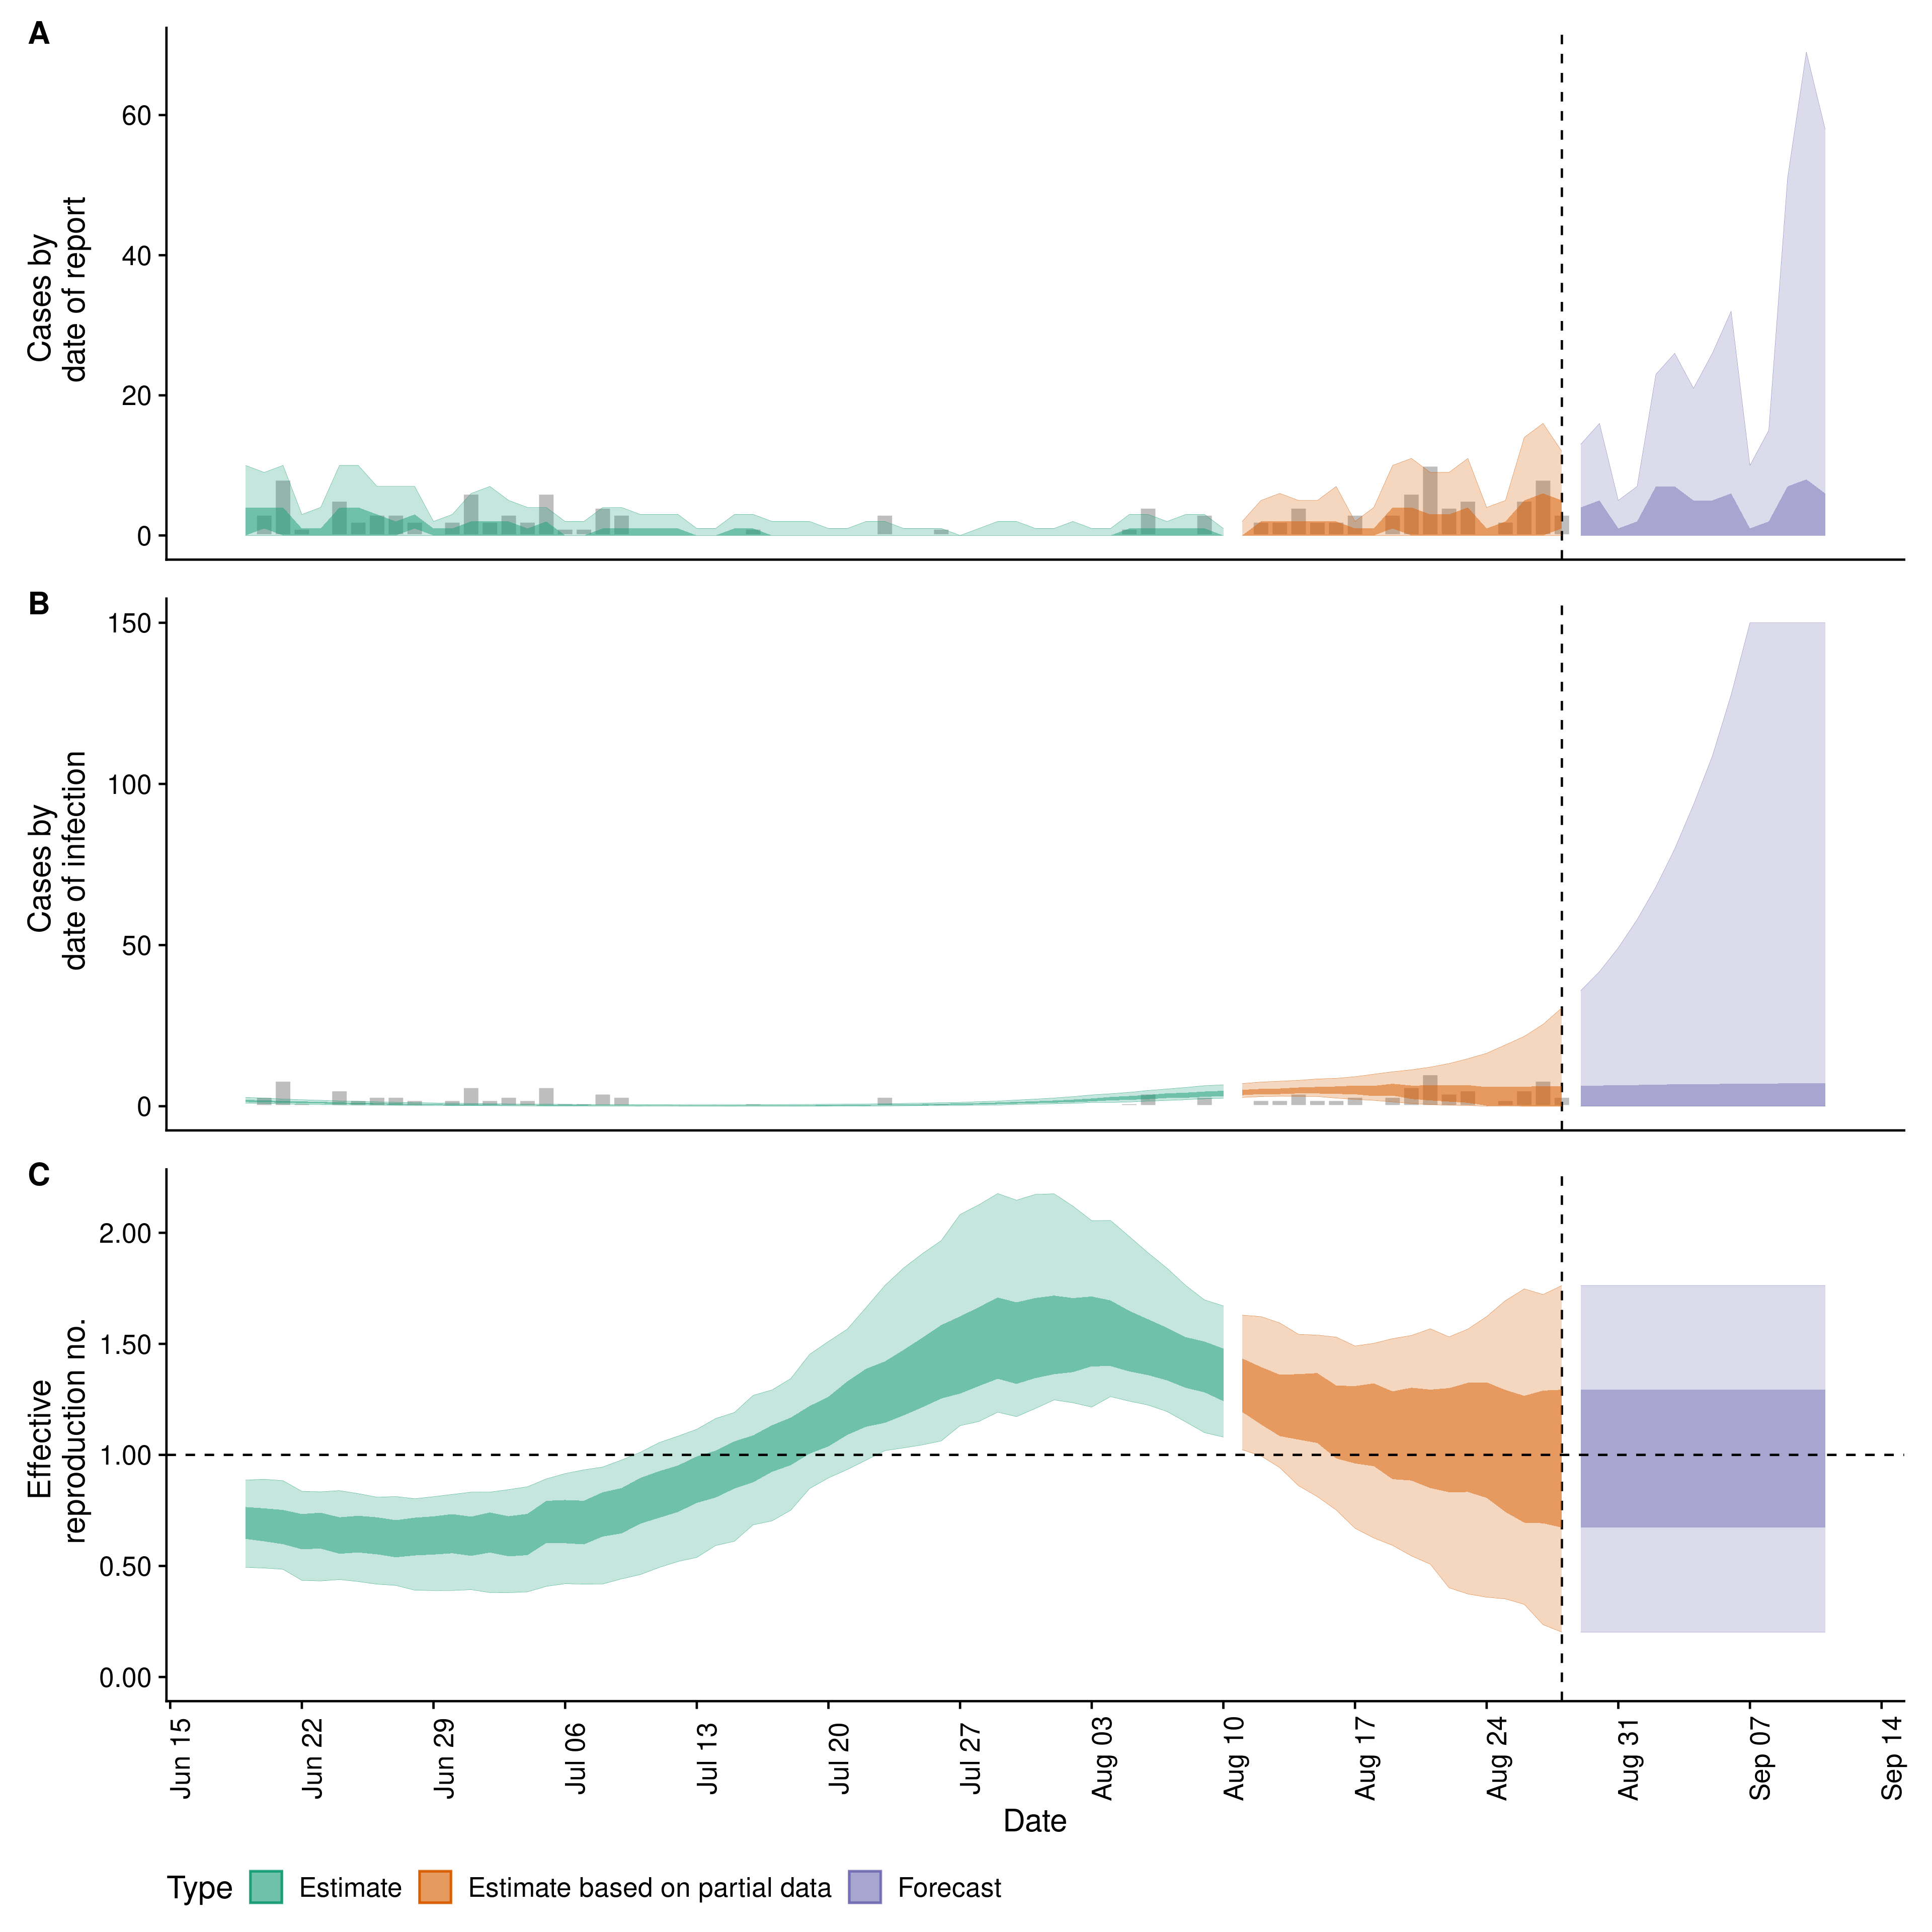 A
Cases by
date of report
60
40
20
0
B
Cases by
date of infection
150
100
50
0
C
Effective
reproduction no.
2.00
1.50
1.00
0.50
0.00
Jun 15
Jun 22
Jun 29
Jul 06
Jul 13
Jul 20
Jul 27
Aug 03
Aug 10
Aug 17
Aug 24
Aug 31
Sep 07
Sep 14
Date
Type Estimate Estimate based on partial data Forecast